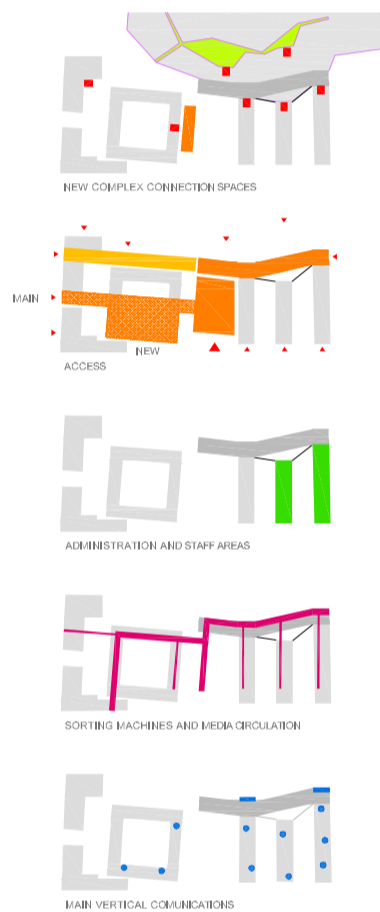 NEW COMPLEX CONNECTION SPACES
MAIN
NEW
ACCESS
ADMINISTRATION AND STAFF AREAS
SORTING MACHINES AND MEDIA CIRCULATION
MAIN VERTICAL COMUNICATIONS